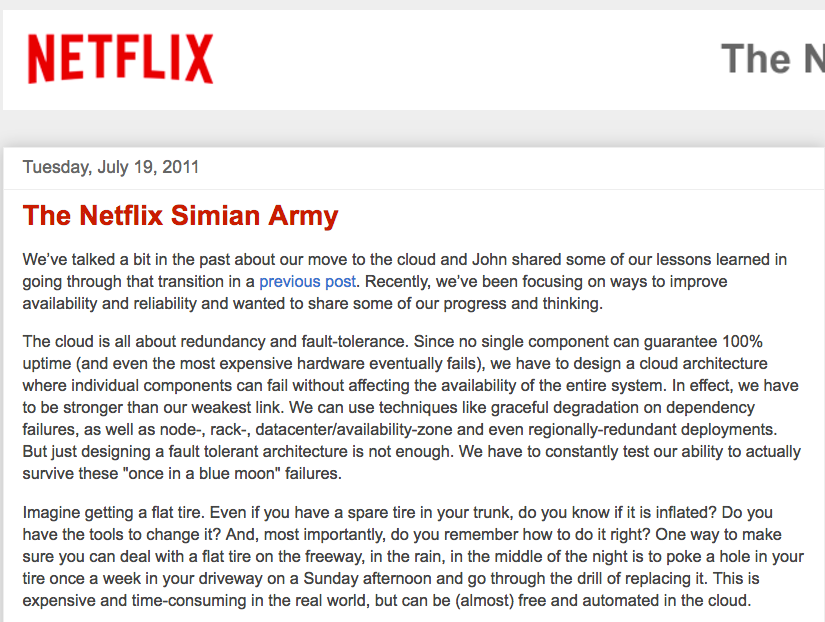 NETFLIX
The N
Tuesday, July 19, 2011
The Netflix Simian Army
We've talked a bit in the past about our move to the cloud and John shared some of our lessons learned in
going through that transition in a previous post. Recently, we've been focusing on ways to improve
availability and reliability and wanted to share some of our progress and thinking.
The cloud is all about redundancy and fault-tolerance. Since no single component can guarantee 100%
uptime (and even the most expensive hardware eventually fails), we have to design a cloud architecture
where individual components can fail without affecting the availability of the entire system. In effect, we have
to be stronger than our weakest link. We can use techniques like graceful degradation on dependency
failures, as well as node-, rack-, datacenter/availability-zone and even regionally-redundant deployments.
But just designing a fault tolerant architecture is not enough. We have to constantly test our ability to actually
survive these "once in a blue moon" failures.
Imagine getting a flat tire. Even if you have a spare tire in your trunk, do you know if it is inflated? Do you
have the tools to change it? And, most importantly, do you remember how to do it right? One way to make
sure you can deal with a flat tire on the freeway, in the rain, in the middle of the night is to poke a hole in your
tire once a week in your driveway on a Sunday afternoon and go through the drill of replacing it. This is
expensive and time-consuming in the real world, but can be (almost) free and automated in the cloud.